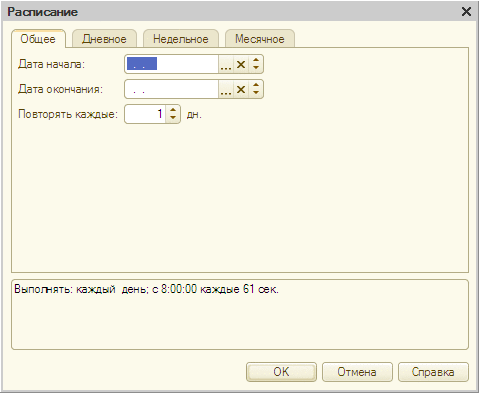 Расписание
Общее Дневное Недельное Месячное
Дата начала: . . ...
Дата окончания: . . ...
Повторять каждые: 1 дн.
Выполнять: каждый день; с 8:00:00 каждые 61 сек.
OK Отмена Справка